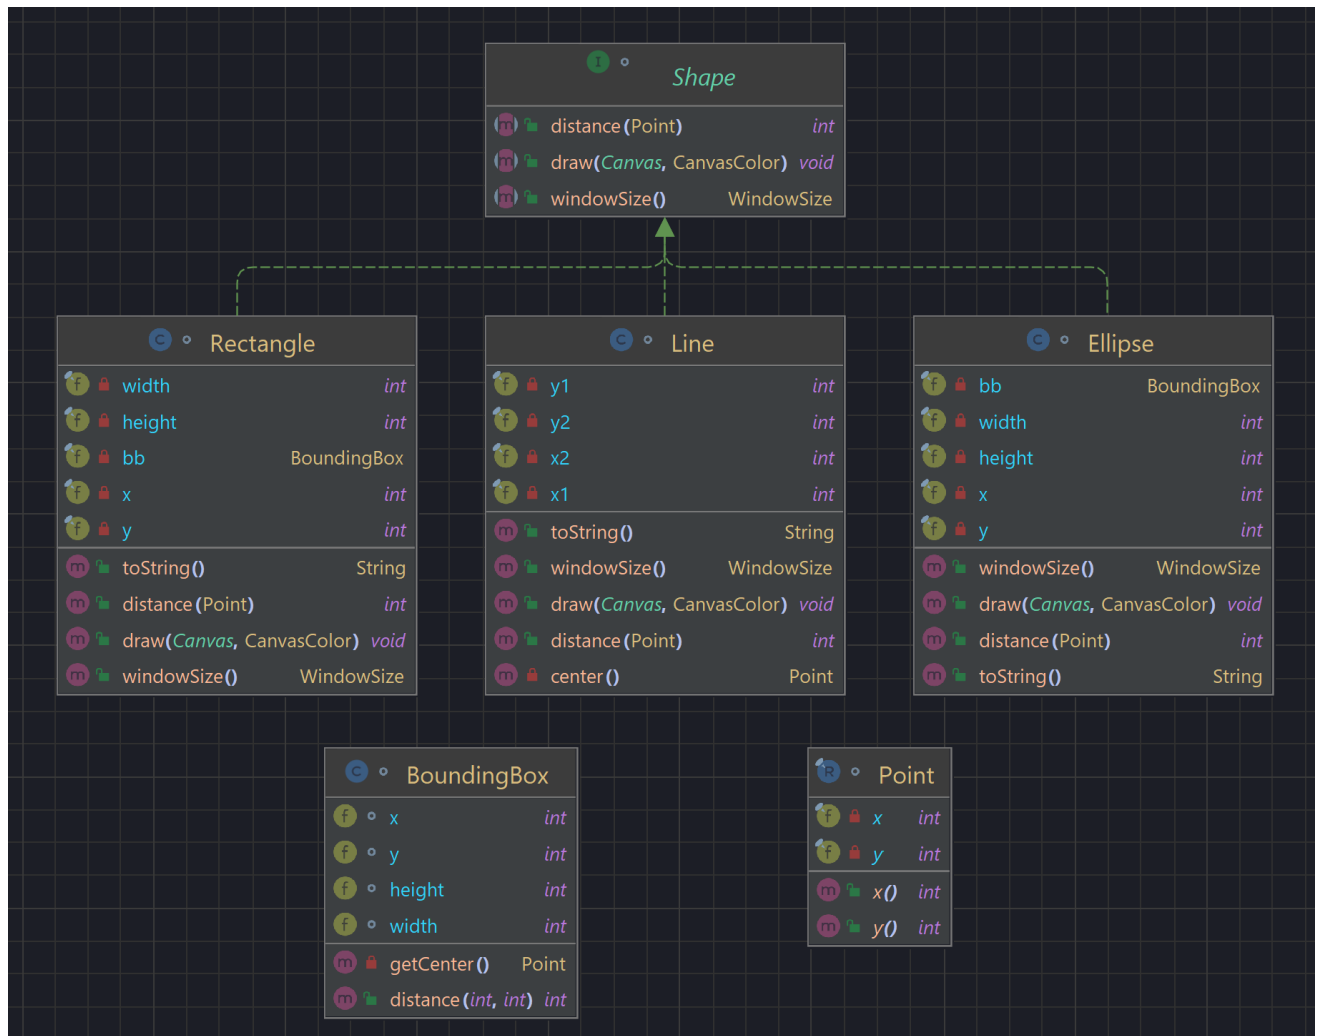 I Shape
m distance(Point) int
m draw(Canvas, CanvasColor) void
m windowSize() WindowSize
C Rectangle
f width int
f height int
f bb BoundingBox
f x int
f y int
m toString() String
m distance(Point) int
m draw(Canvas, CanvasColor) void
m windowSize() WindowSize
C Line
f y1 int
f y2 int
f x2 int
f x1 int
m toString() String
m windowSize() WindowSize
m draw(Canvas, CanvasColor) void
m distance(Point) int
m center() Point
C Ellipse
f bb BoundingBox
f width int
f height int
f x int
f y int
m windowSize() WindowSize
m draw(Canvas, CanvasColor) void
m distance(Point) int
m toString() String
C BoundingBox
f x int
f y int
f height int
f width int
m getCenter() Point
m distance(int, int) int
R Point
f x int
f y int
m x() int
m y() int